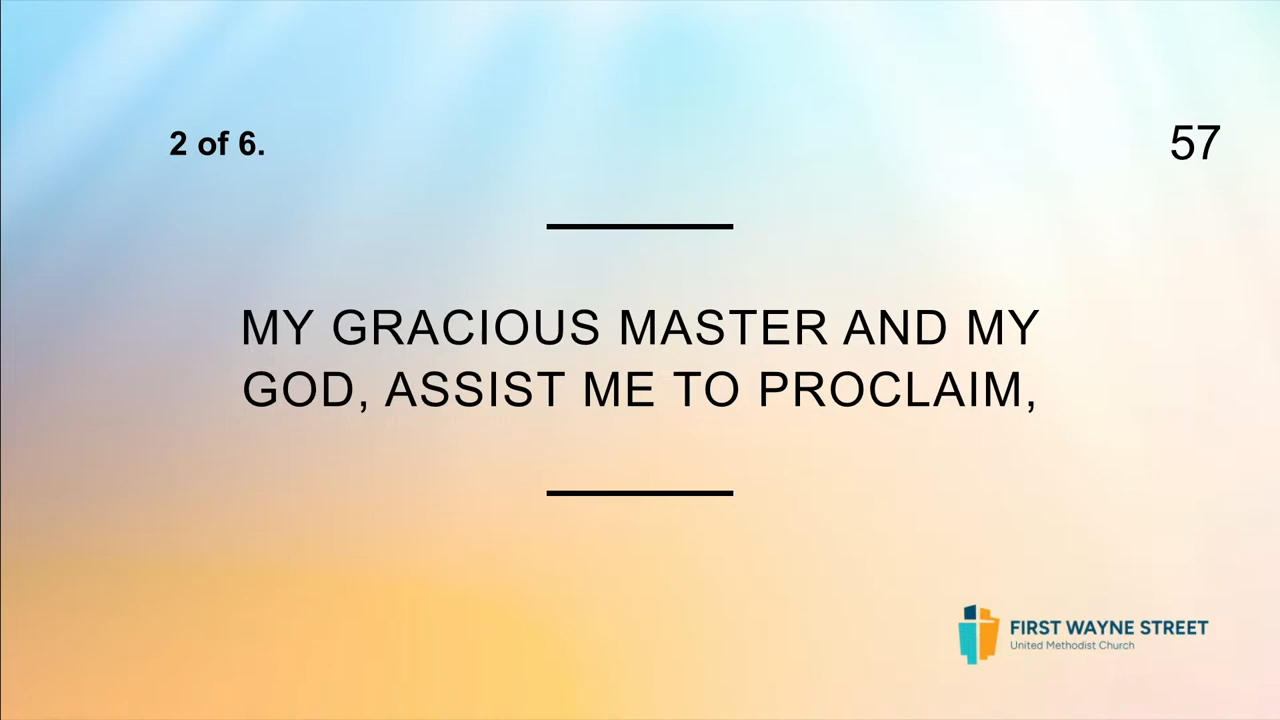 2 of 6.
57
MY GRACIOUS MASTER AND MY
GOD, ASSIST ME TO PROCLAIM,
FIRST WAYNE STREET
United Methodist Church